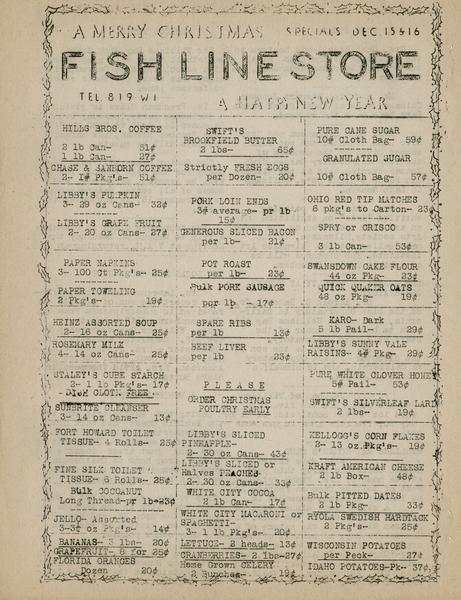 A MERRY CHRISTMAS SPECIALS DEC. 15 & 16
FISH LINE STORE
TEL. 819 W1
A HAPPY NEW YEAR
HILLS BROS. COFFEE
2 lb Can- 51¢
1 lb Can- 27¢
CHASE & SANBORN COFFEE
2- 1# Pkg's- 51¢
LIBBY'S PUMPKIN
3- 29 oz Cans- 32¢
LIBBY'S GRAPE FRUIT
2- 20 oz Cans- 27¢
PAPER NAPKINS
3- 100 Ct Pkg's- 25¢
PAPER TOWELING
2 Pkg's- 19¢
HEINZ ASSORTED SOUP
2- 16 oz Cans- 25¢
ROSEMARY MILK
4- 14 oz Cans- 25¢
STALEY'S CUBE STARCH
2- 1 lb Pkg's- 17¢
- DISH CLOTH FREE -
SUNBRITE CLEANSER
3- 14 oz Cans- 13¢
FORT HOWARD TOILET
TISSUE- 4 Rolls- 25¢
FINE SILK TOILET
TISSUE- 6 Rolls- 25¢
Bulk COCOANUT
Long Thread-pr lb-23¢
JELLO- Assorted
3-3½ oz Pkg's- 14¢
BANANAS- 3 lbs- 20¢
GRAPEFRUIT- 8 for 25¢
FLORIDA ORANGES
Dozen 20¢
SWIFT'S
BROOKFIELD BUTTER
2 lbs- 65¢
Strictly FRESH EGGS
per Dozen- 20¢
PORK LOIN ENDS
3# average- pr lb
15¢
GENEROUS SLICED BACON
per lb- 21¢
POT ROAST
per lb- 23¢
Bulk PORK SAUSAGE
per lb - 17¢
SPARE RIBS
per lb 13¢
BEEF LIVER
per lb 23¢
PLEASE
ORDER CHRISTMAS
POULTRY EARLY
LIBBY'S SLICED
PINEAPPLE-
2- 30 oz Cans- 43¢
LIBBY'S SLICED or
Halves PEACHES-
2- 30 oz Cans- 33¢
WHITE CITY COCOA
2 lb Can- 17¢
WHITE CITY MACARONI or
SPAGHETTI-
3- 1 lb Pkg's- 20¢
LETTUCE- 2 heads- 13¢
CRANBERRIES- 2 lbs-27¢
Home Grown CELERY
2 Bunches- 19¢
PURE CANE SUGAR
10# Cloth Bag- 59¢
GRANULATED SUGAR
10# Cloth Bag- 57¢
OHIO RED TIP MATCHES
6 pkg's to Carton- 23¢
SPRY or CRISCO
3 lb Can- 53¢
SWANSDOWN CAKE FLOUR
44 oz Pkg- 23¢
QUICK QUAKER OATS
48 oz Pkg- 19¢
KARO- Dark
5 lb Pail- 29¢
LIBBY'S SUNNY VALE
RAISINS- 4# Pkg- 29¢
PURE WHITE CLOVER HONEY
5# Pail- 53¢
SWIFT'S SILVERLEAF LARD
2 lbs- 19¢
KELLOGG'S CORN FLAKES
2- 13 oz Pkg's- 19¢
KRAFT AMERICAN CHEESE
2 lb Box- 48¢
Bulk PITTED DATES
2 lb Pkg- 33¢
RYOLA SWEDISH HARDTACK
2 Pkg's- 25¢
WISCONSIN POTATOES
per Peck- 27¢
IDAHO POTATOES-Pk-- 37¢